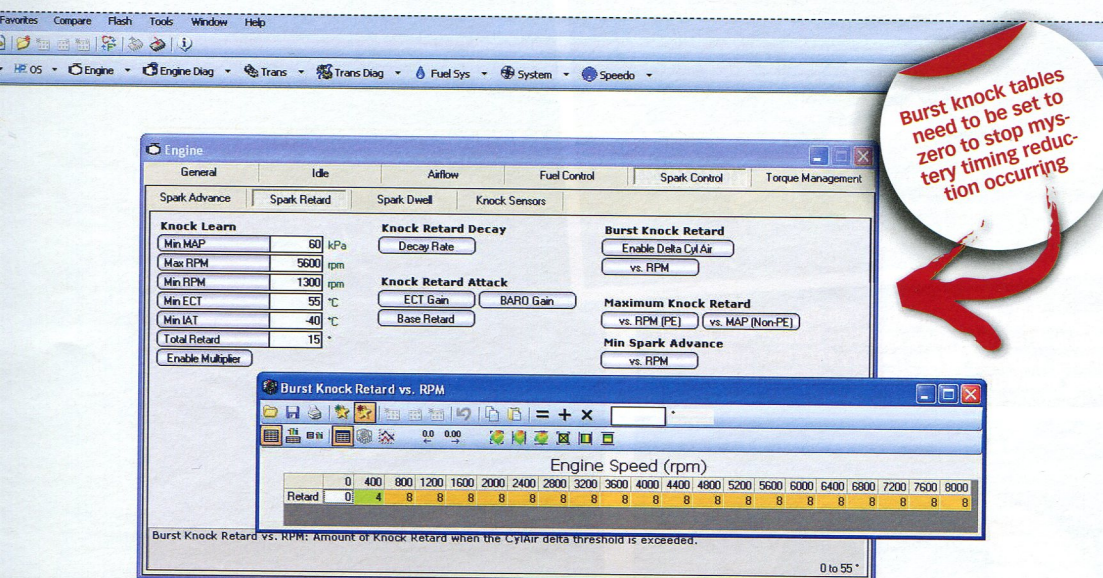 Favorites Compare Flash Tools Window Help
HP OS Engine Engine Diag Trans Trans Diag Fuel Sys System Speedo
Burst knock tables
need to be set to
zero to stop mys-
tery timing reduc-
tion occurring
Engine
General Idle Airflow Fuel Control Spark Control Torque Management
Spark Advance Spark Retard Spark Dwell Knock Sensors
Knock Learn
Min MAP 60 kPa
Max RPM 5600 rpm
Min RPM 1300 rpm
Min ECT 55 °C
Min IAT -40 °C
Total Retard 15 °
Enable Multiplier
Knock Retard Decay
Decay Rate
Knock Retard Attack
ECT Gain BARO Gain
Base Retard
Burst Knock Retard
Enable Delta Cyl Air
vs. RPM
Maximum Knock Retard
vs. RPM (PE) vs. MAP (Non-PE)
Min Spark Advance
vs. RPM
Burst Knock Retard vs. RPM
= + × °
0.0 0.00
Engine Speed (rpm)
0 400 800 1200 1600 2000 2400 2800 3200 3600 4000 4400 4800 5200 5600 6000 6400 6800 7200 7600 8000
Retard 0 4 8 8 8 8 8 8 8 8 8 8 8 8 8 8 8 8 8 8 8
Burst Knock Retard vs. RPM: Amount of Knock Retard when the CylAir delta threshold is exceeded.
0 to 55 °